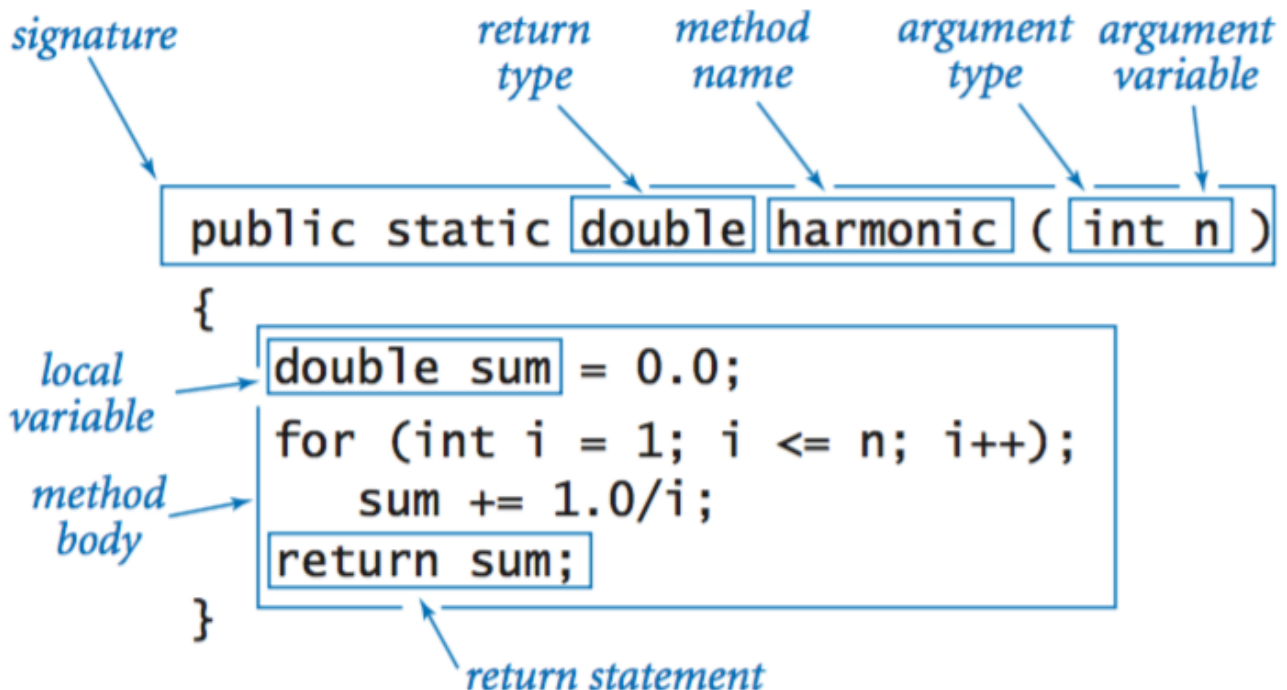 signature
return type
method name
argument type
argument variable
public static double harmonic ( int n )
{
local variable
double sum = 0.0;
for (int i = 1; i <= n; i++);
method body
sum += 1.0/i;
return sum;
}
return statement